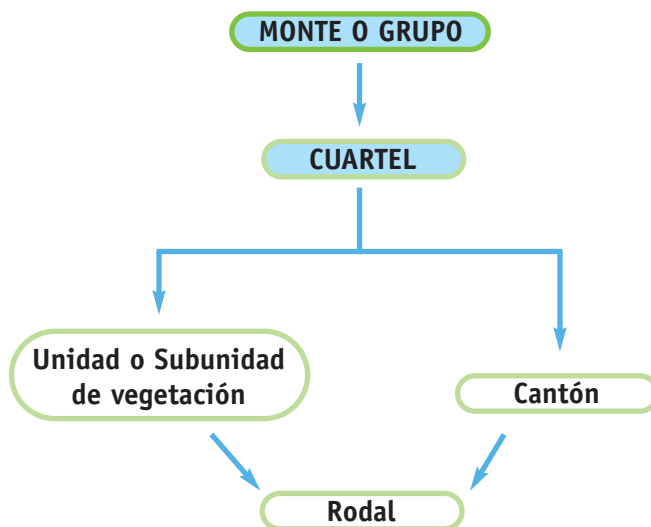 MONTE O GRUPO
CUARTEL
Unidad o Subunidad
de vegetación
Cantón
Rodal